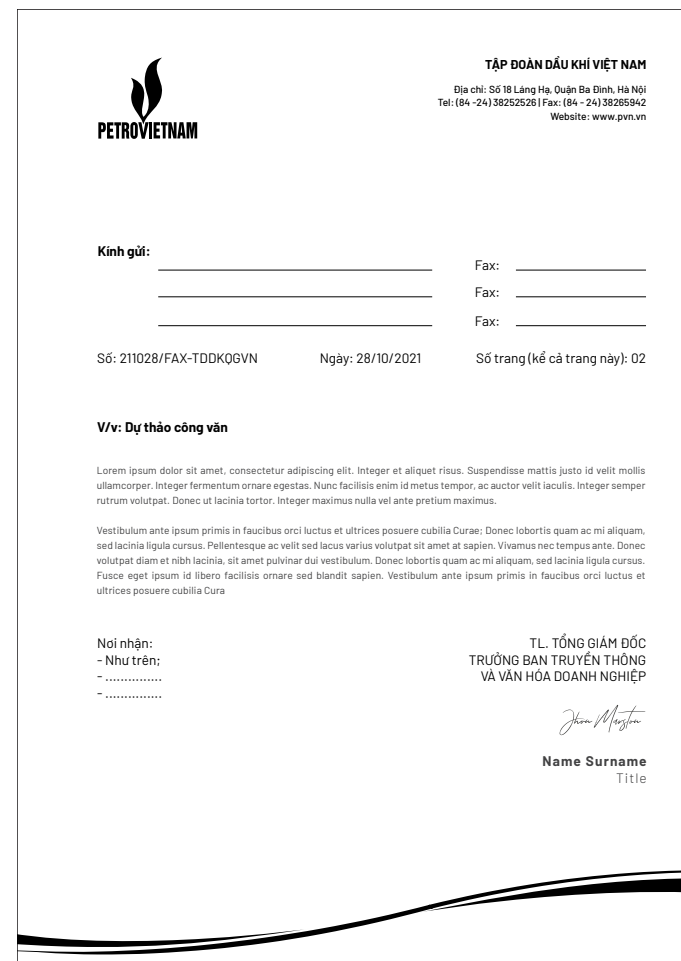 PETROVIETNAM
TẬP ĐOÀN DẦU KHÍ VIỆT NAM
Địa chỉ: Số 18 Láng Hạ, Quận Ba Đình, Hà Nội
Tel: (84 -24) 38252526 | Fax: (84 - 24) 38265942
Website: www.pvn.vn
Kính gửi:
Fax:
Fax:
Fax:
Số: 211028/FAX-TDDKQGVN Ngày: 28/10/2021 Số trang (kể cả trang này): 02
V/v: Dự thảo công văn
Lorem ipsum dolor sit amet, consectetur adipiscing elit. Integer et aliquet risus. Suspendisse mattis justo id velit mollis
ullamcorper. Integer fermentum ornare egestas. Nunc facilisis enim id metus tempor, ac auctor velit iaculis. Integer semper
rutrum volutpat. Donec ut lacinia tortor. Integer maximus nulla vel ante pretium maximus.
Vestibulum ante ipsum primis in faucibus orci luctus et ultrices posuere cubilia Curae; Donec lobortis quam ac mi aliquam,
sed lacinia ligula cursus. Pellentesque ac velit sed lacus varius volutpat sit amet at sapien. Vivamus nec tempus ante. Donec
volutpat diam et nibh lacinia, sit amet pulvinar dui vestibulum. Donec lobortis quam ac mi aliquam, sed lacinia ligula cursus.
Fusce eget ipsum id libero facilisis ornare sed blandit sapien. Vestibulum ante ipsum primis in faucibus orci luctus et
ultrices posuere cubilia Cura
Nơi nhận:
- Như trên;
- ...............
- ...............
TL. TỔNG GIÁM ĐỐC
TRƯỞNG BAN TRUYỀN THÔNG
VÀ VĂN HÓA DOANH NGHIỆP
Jhon Marston
Name Surname
Title